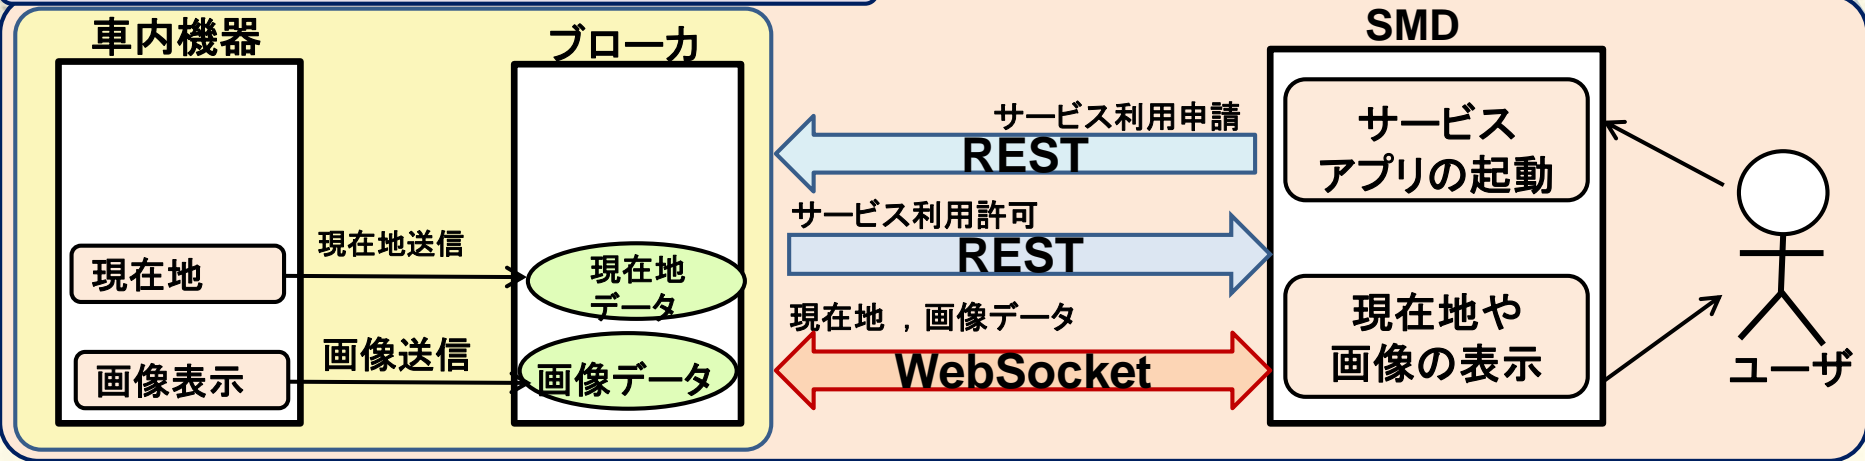 車内機器
ブローカ
SMD
サービス利用申請
REST
サービス
アプリの起動
サービス利用許可
REST
現在地
現在地送信
現在地
データ
現在地，画像データ
WebSocket
現在地や
画像の表示
画像表示
画像送信
画像データ
ユーザ